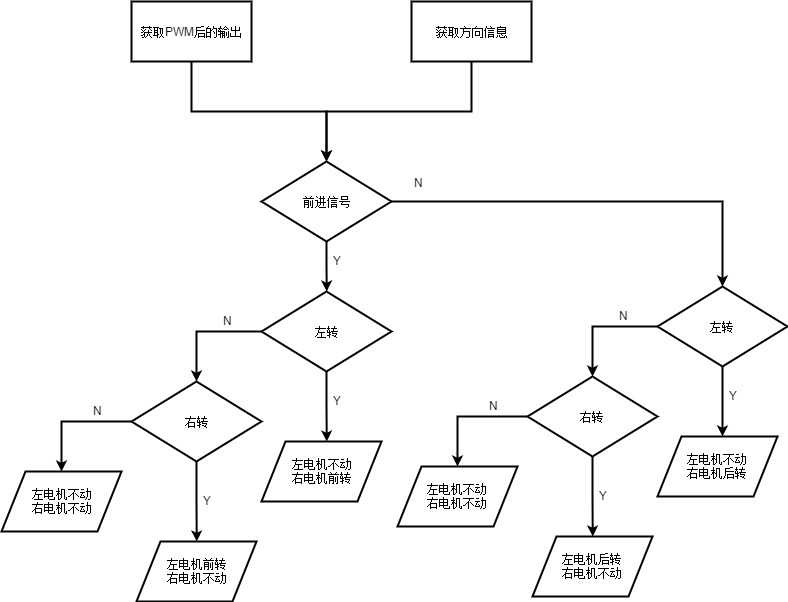 获取PWM后的输出
获取方向信息
前进信号
N
Y
左转
N
Y
右转
N
Y
左电机不动
右电机不动
左电机前转
右电机不动
左电机不动
右电机前转
左转
N
Y
右转
N
Y
左电机不动
右电机不动
左电机后转
右电机不动
左电机不动
右电机后转